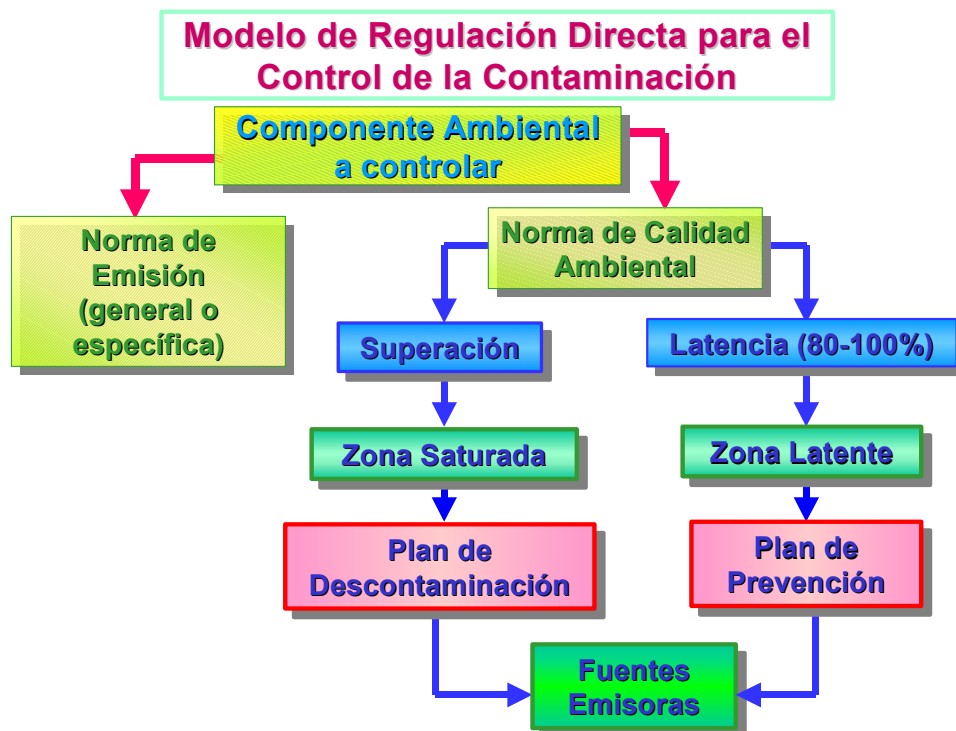 Modelo de Regulación Directa para el
Control de la Contaminación
Componente Ambiental
a controlar
Norma de
Emisión
(general o
específica)
Norma de Calidad
Ambiental
Superación
Latencia (80-100%)
Zona Saturada
Zona Latente
Plan de
Descontaminación
Plan de
Prevención
Fuentes
Emisoras